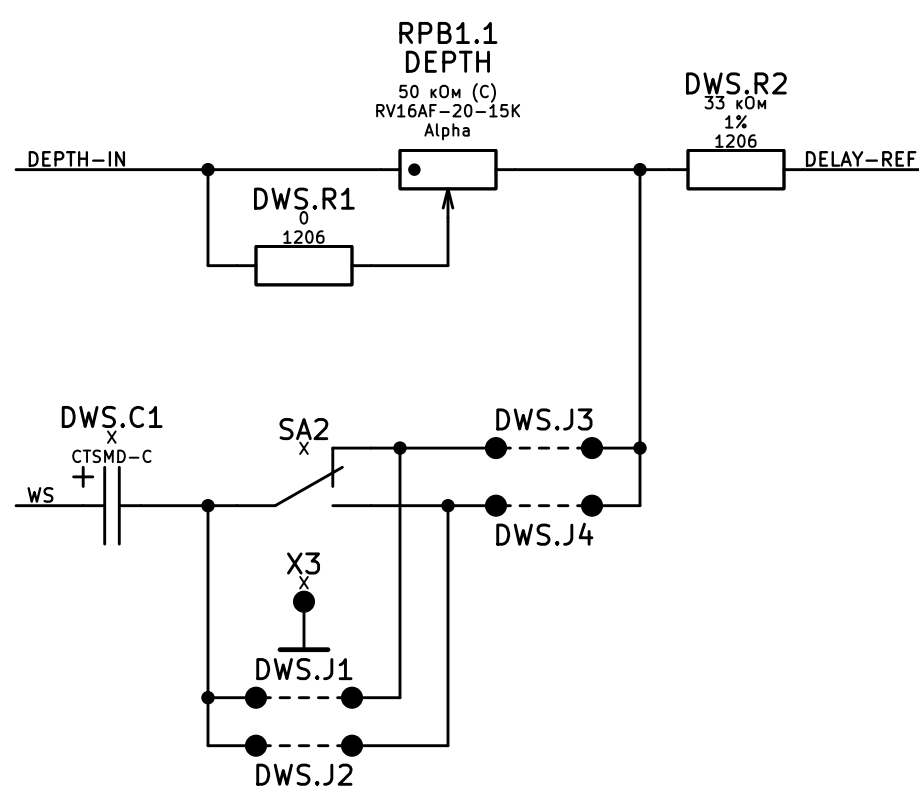 RPB1.1
DEPTH
50 кОм (C)
RV16AF-20-15K
Alpha
DWS.R2
33 кОм
1%
1206
DEPTH-IN
DELAY-REF
DWS.R1
0
1206
DWS.C1
X
CTSMD-C
+
WS
SA2
X
DWS.J3
DWS.J4
X3
X
DWS.J1
DWS.J2